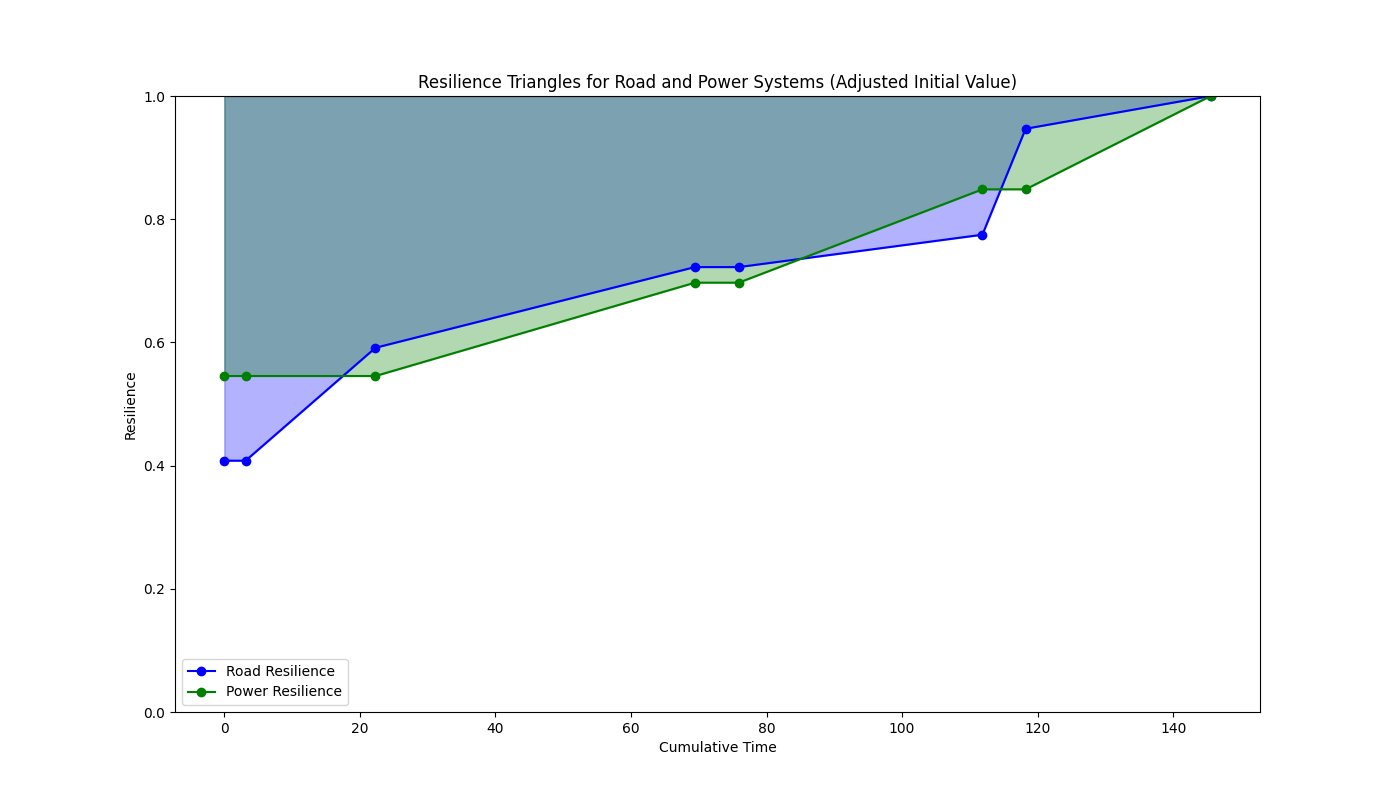 Resilience Triangles for Road and Power Systems (Adjusted Initial Value)
1.0
0.8
0.6
0.4
0.2
0.0
Resilience
Road Resilience
Power Resilience
0 20 40 60 80 100 120 140
Cumulative Time